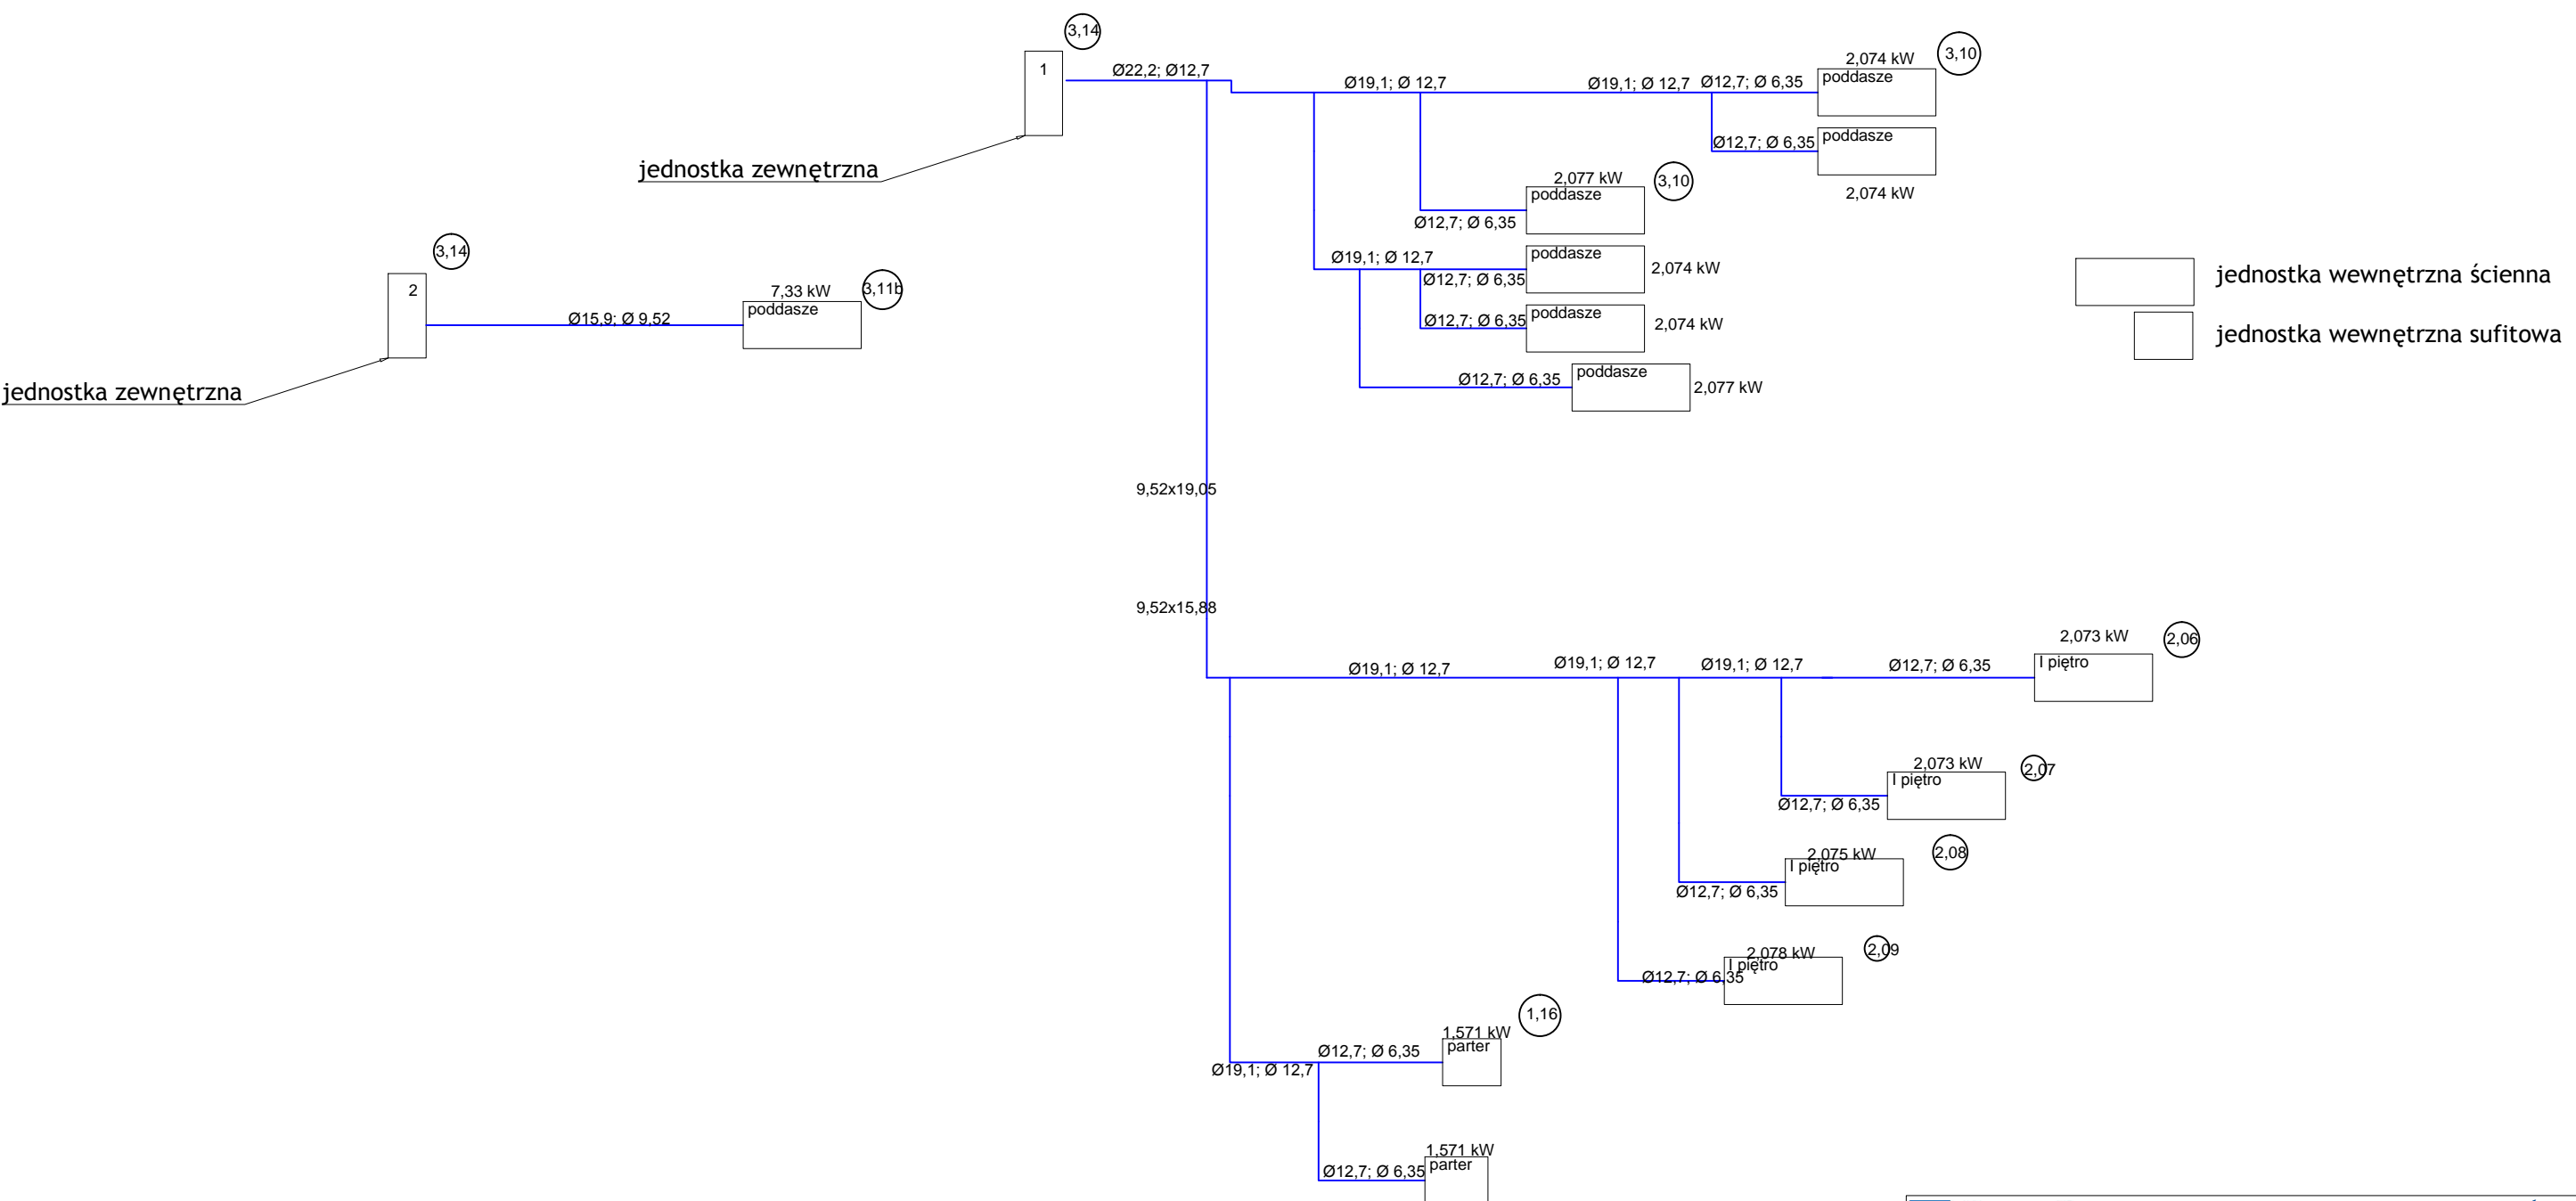 3,14
1
Ø22,2; Ø12,7
Ø19,1; Ø 12,7
Ø19,1; Ø 12,7
Ø12,7; Ø 6,35
2,074 kW
3,10
poddasze
Ø12,7; Ø 6,35
poddasze
2,074 kW
jednostka zewnętrzna
2,077 kW
3,10
poddasze
Ø12,7; Ø 6,35
Ø19,1; Ø 12,7
poddasze
2,074 kW
Ø12,7; Ø 6,35
poddasze
2,074 kW
Ø12,7; Ø 6,35
poddasze
2,077 kW
Ø12,7; Ø 6,35
jednostka wewnętrzna ścienna
jednostka wewnętrzna sufitowa
3,14
2
Ø15,9; Ø 9,52
7,33 kW
3,11b
poddasze
jednostka zewnętrzna
9,52x19,05
9,52x15,88
Ø19,1; Ø 12,7
Ø19,1; Ø 12,7
Ø19,1; Ø 12,7
Ø12,7; Ø 6,35
2,073 kW
2,06
I piętro
2,073 kW
2,07
I piętro
Ø12,7; Ø 6,35
2,075 kW
2,08
I piętro
Ø12,7; Ø 6,35
2,078 kW
2,09
I piętro
Ø12,7; Ø 6,35
1,16
1,571 kW
parter
Ø12,7; Ø 6,35
Ø19,1; Ø 12,7
1,571 kW
parter
Ø12,7; Ø 6,35